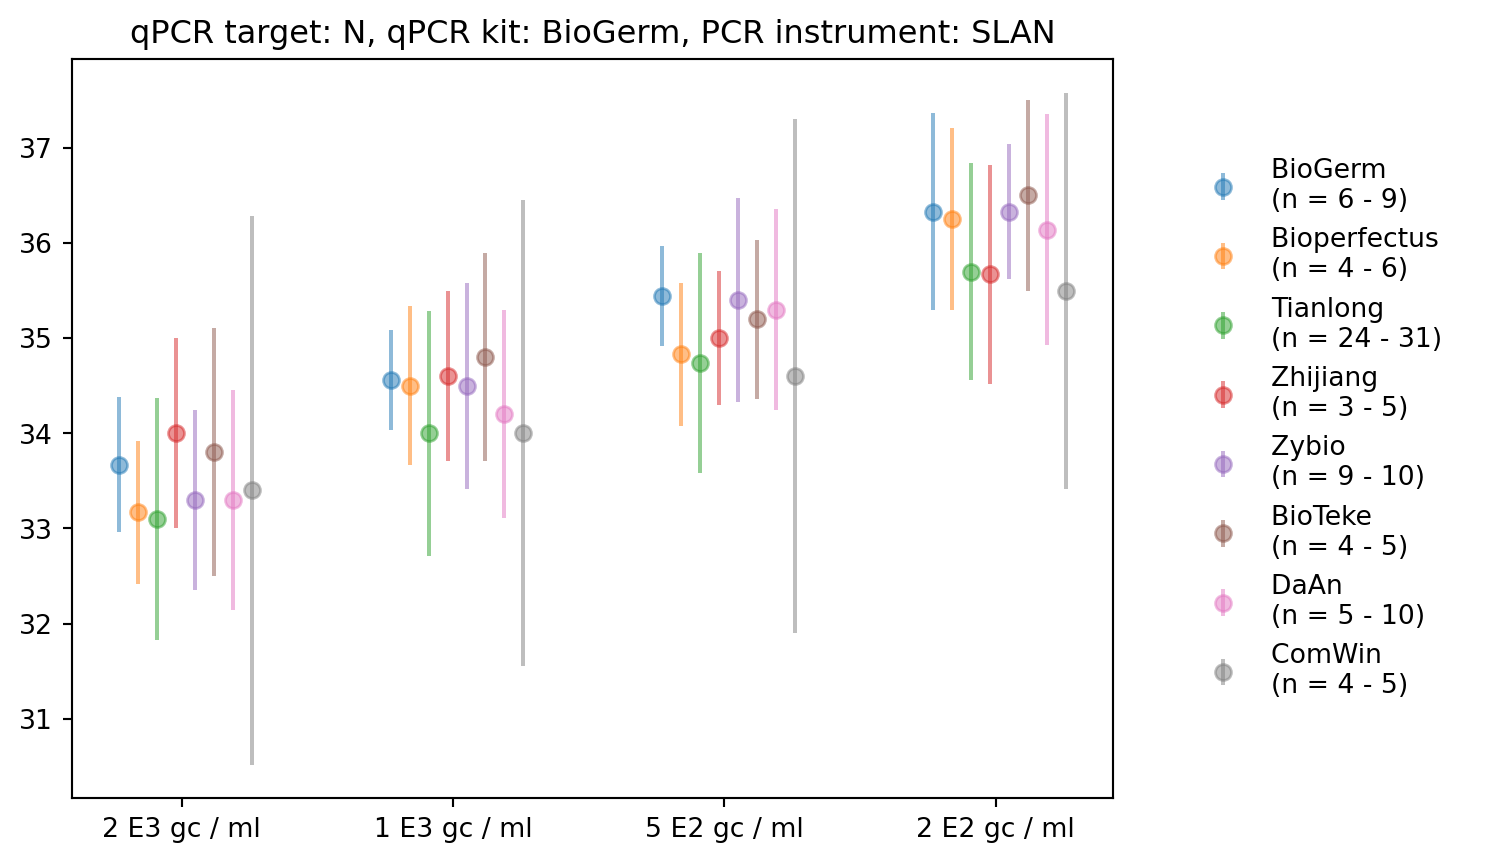 qPCR target: N, qPCR kit: BioGerm, PCR instrument: SLAN
37
36
35
34
33
32
31
2 E3 gc / ml
1 E3 gc / ml
5 E2 gc / ml
2 E2 gc / ml
BioGerm
(n = 6 - 9)
Bioperfectus
(n = 4 - 6)
Tianlong
(n = 24 - 31)
Zhijiang
(n = 3 - 5)
Zybio
(n = 9 - 10)
BioTeke
(n = 4 - 5)
DaAn
(n = 5 - 10)
ComWin
(n = 4 - 5)